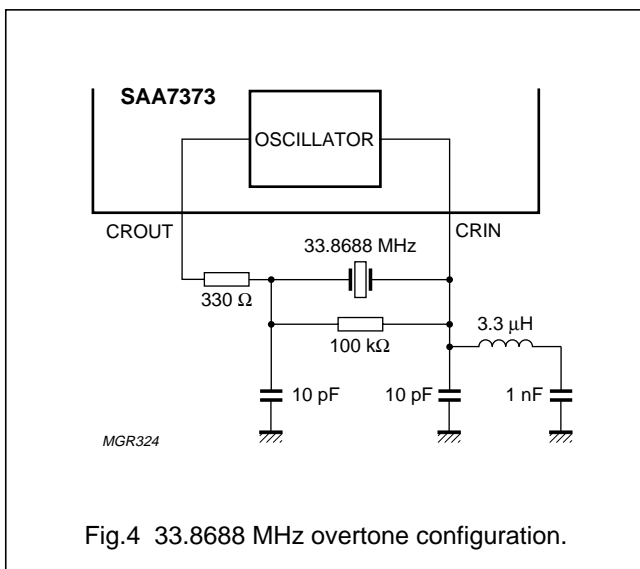 SAA7373
OSCILLATOR
CROUT
CRIN
33.8688 MHz
330 Ω
100 kΩ
3.3 µH
10 pF
10 pF
1 nF
MGR324
Fig.4 33.8688 MHz overtone configuration.